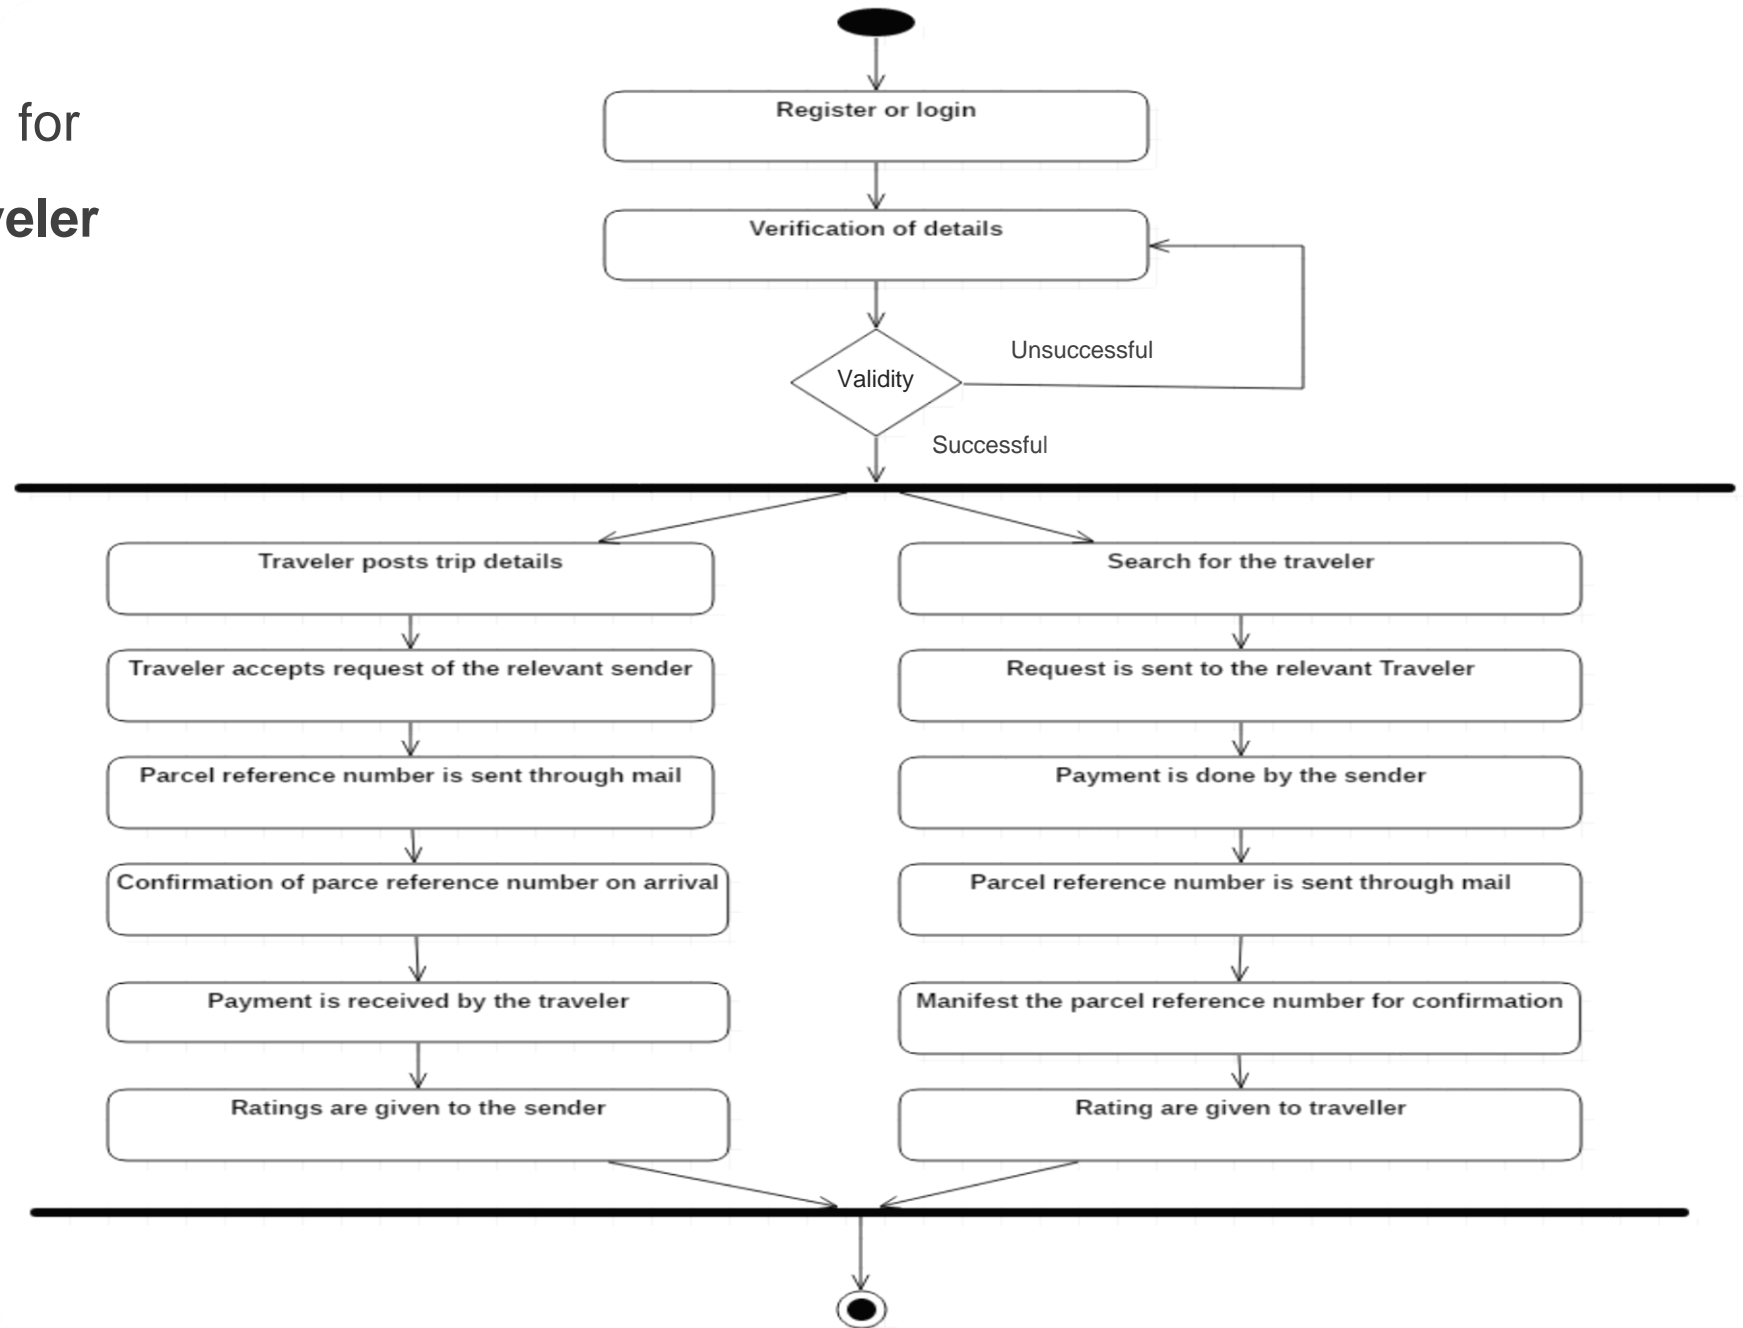 for
veler
Register or login
Verification of details
Unsuccessful
Validity
Successful
Traveler posts trip details
Search for the traveler
Traveler accepts request of the relevant sender
Request is sent to the relevant Traveler
Parcel reference number is sent through mail
Payment is done by the sender
Confirmation of parce reference number on arrival
Parcel reference number is sent through mail
Payment is received by the traveler
Manifest the parcel reference number for confirmation
Ratings are given to the sender
Rating are given to traveller